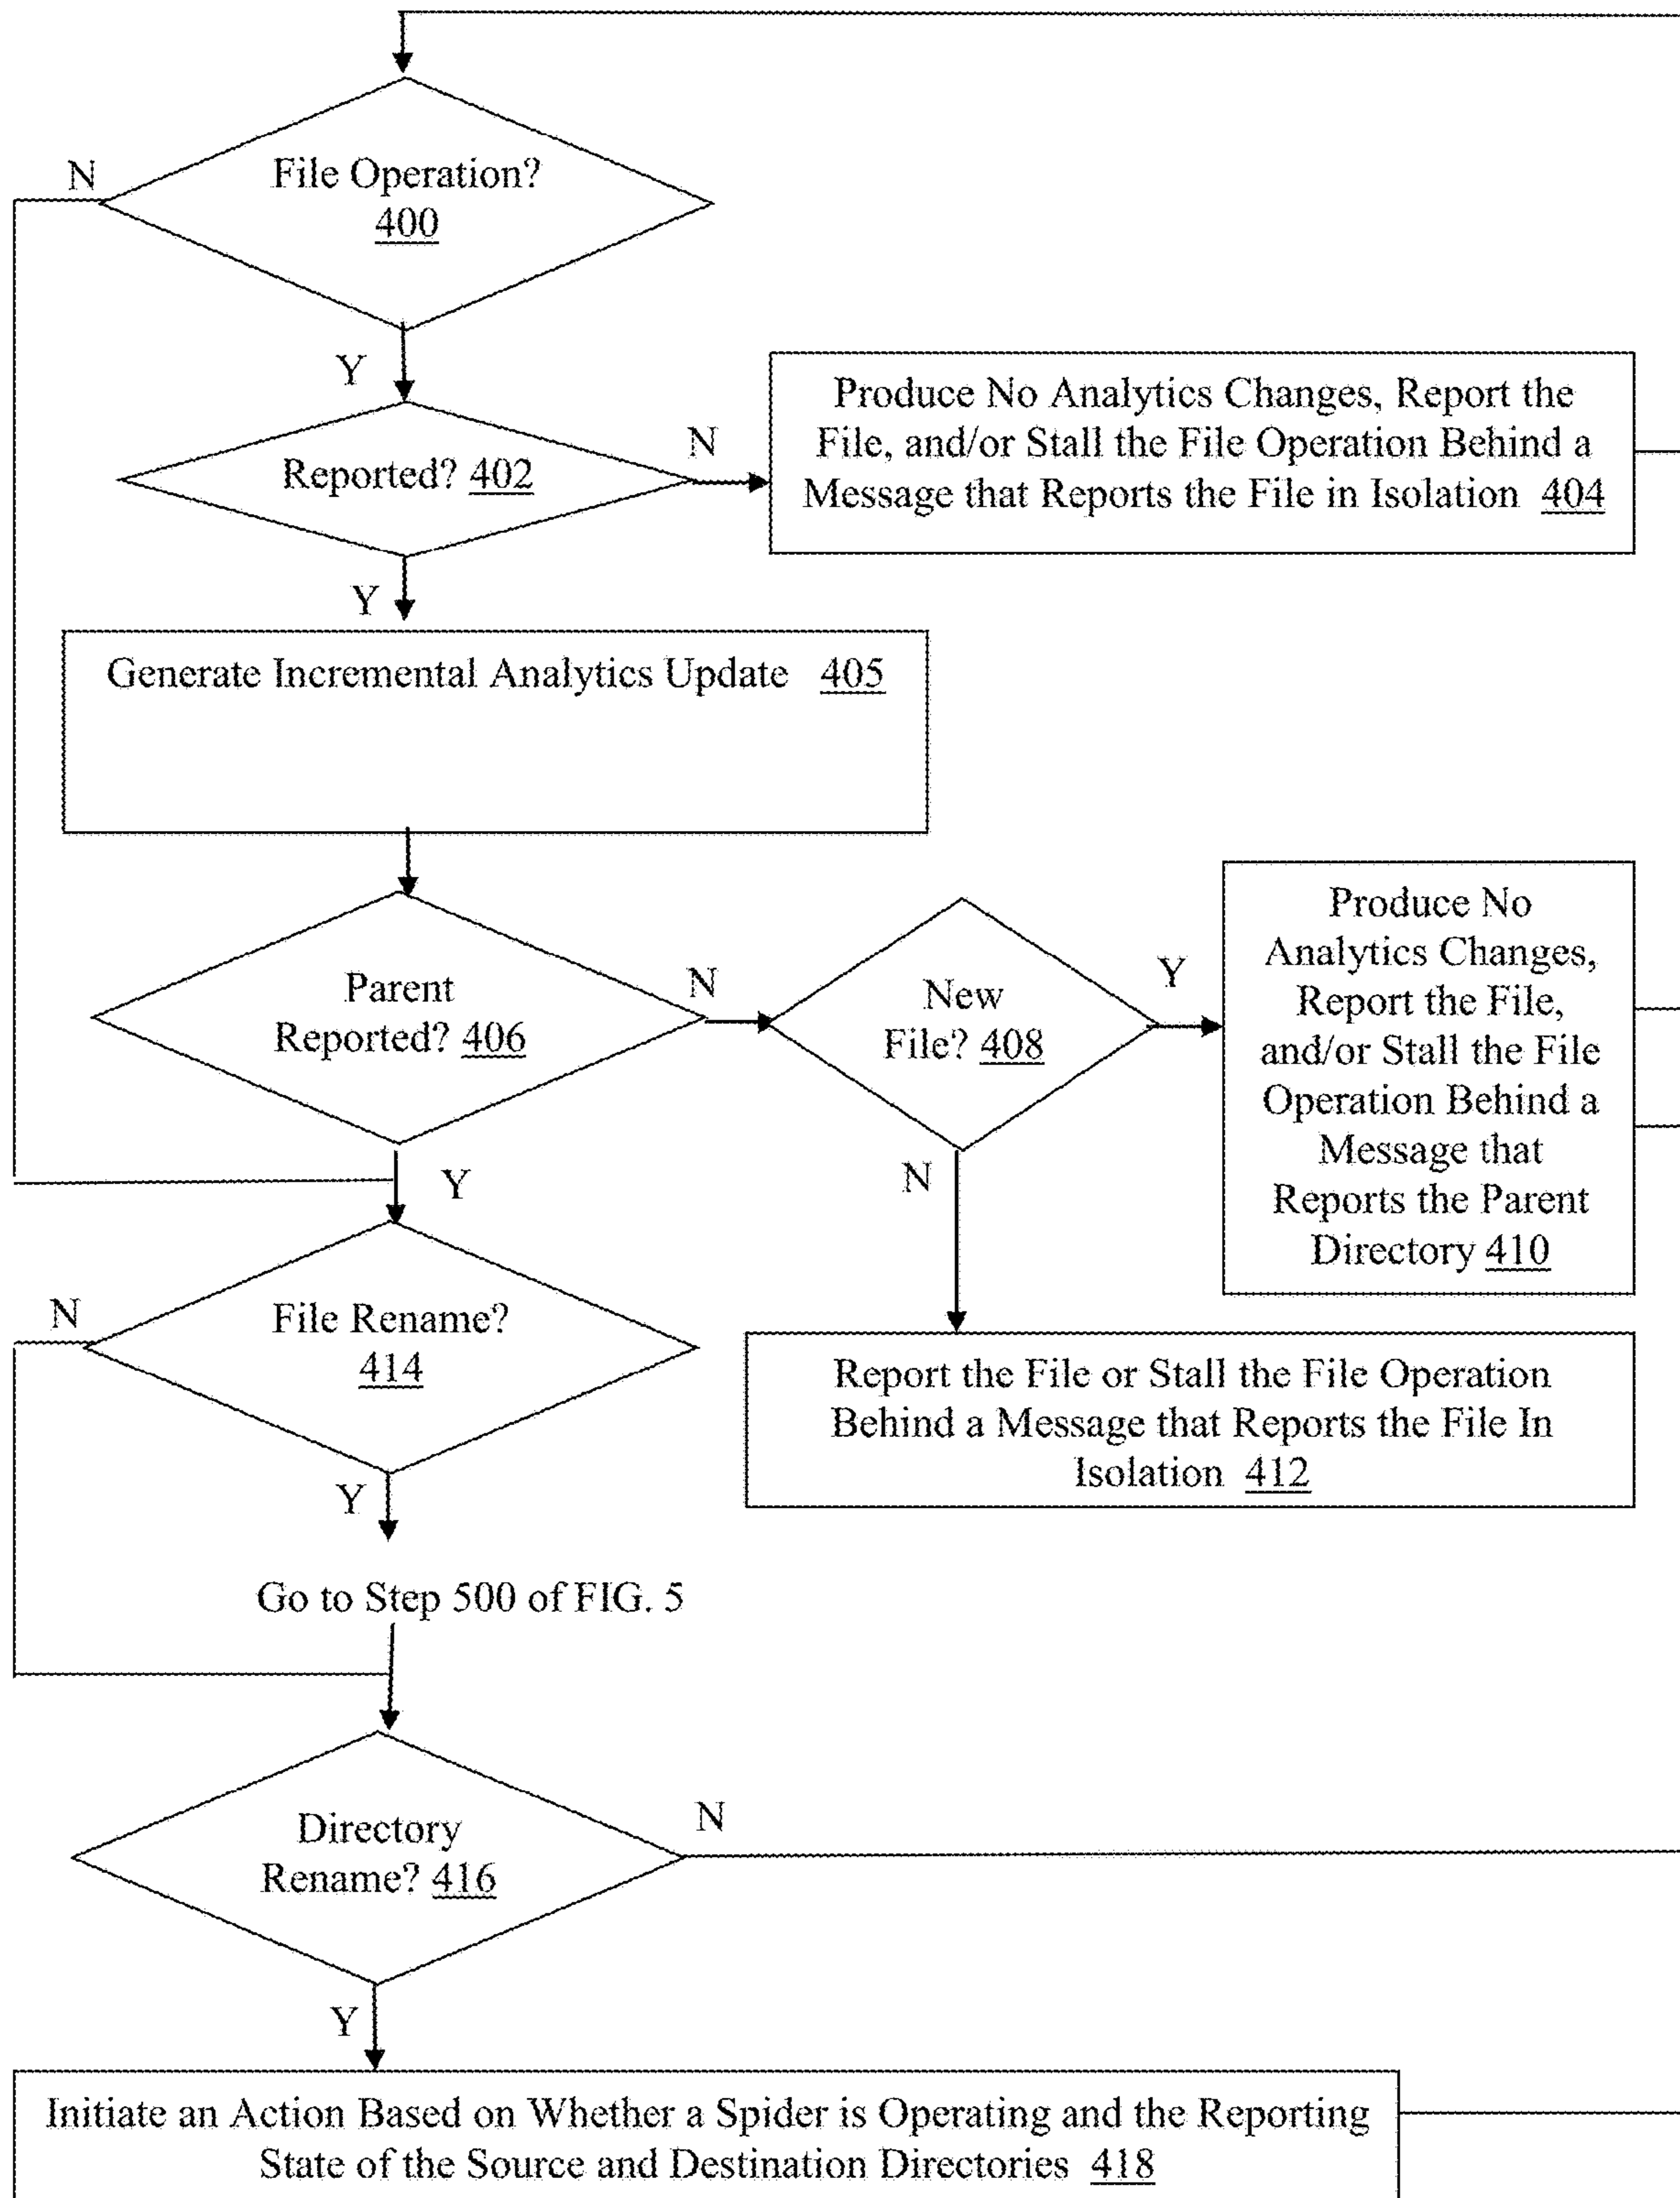 N
File Operation?
400
Y
Reported? 402
N
Produce No Analytics Changes, Report the
File, and/or Stall the File Operation Behind a
Message that Reports the File in Isolation 404
Y
Generate Incremental Analytics Update 405
Parent
Reported? 406
N
New
File? 408
Y
Produce No
Analytics Changes,
Report the File,
and/or Stall the File
Operation Behind a
Message that
Reports the Parent
Directory 410
Y
N
N
File Rename?
414
Report the File or Stall the File Operation
Behind a Message that Reports the File In
Isolation 412
Y
Go to Step 500 of FIG. 5
Directory
Rename? 416
N
Y
Initiate an Action Based on Whether a Spider is Operating and the Reporting
State of the Source and Destination Directories 418